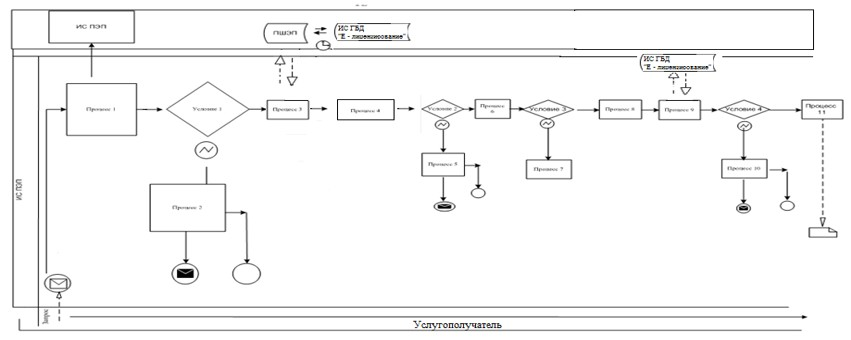 ИС ПЭП
ПШЭП
ИС ГБД
"Е - лицензирование"
ИС ГБД
"Е - лицензирование"
Процесс 1
Условие 1
Процесс 3
Процесс 4
Условие 2
Процесс 6
Условие 3
Процесс 8
Процесс 9
Условие 4
Процесс 11
Процесс 2
Процесс 5
Процесс 7
Процесс 10
ИС ПЭП
Запрос
Услугополучатель